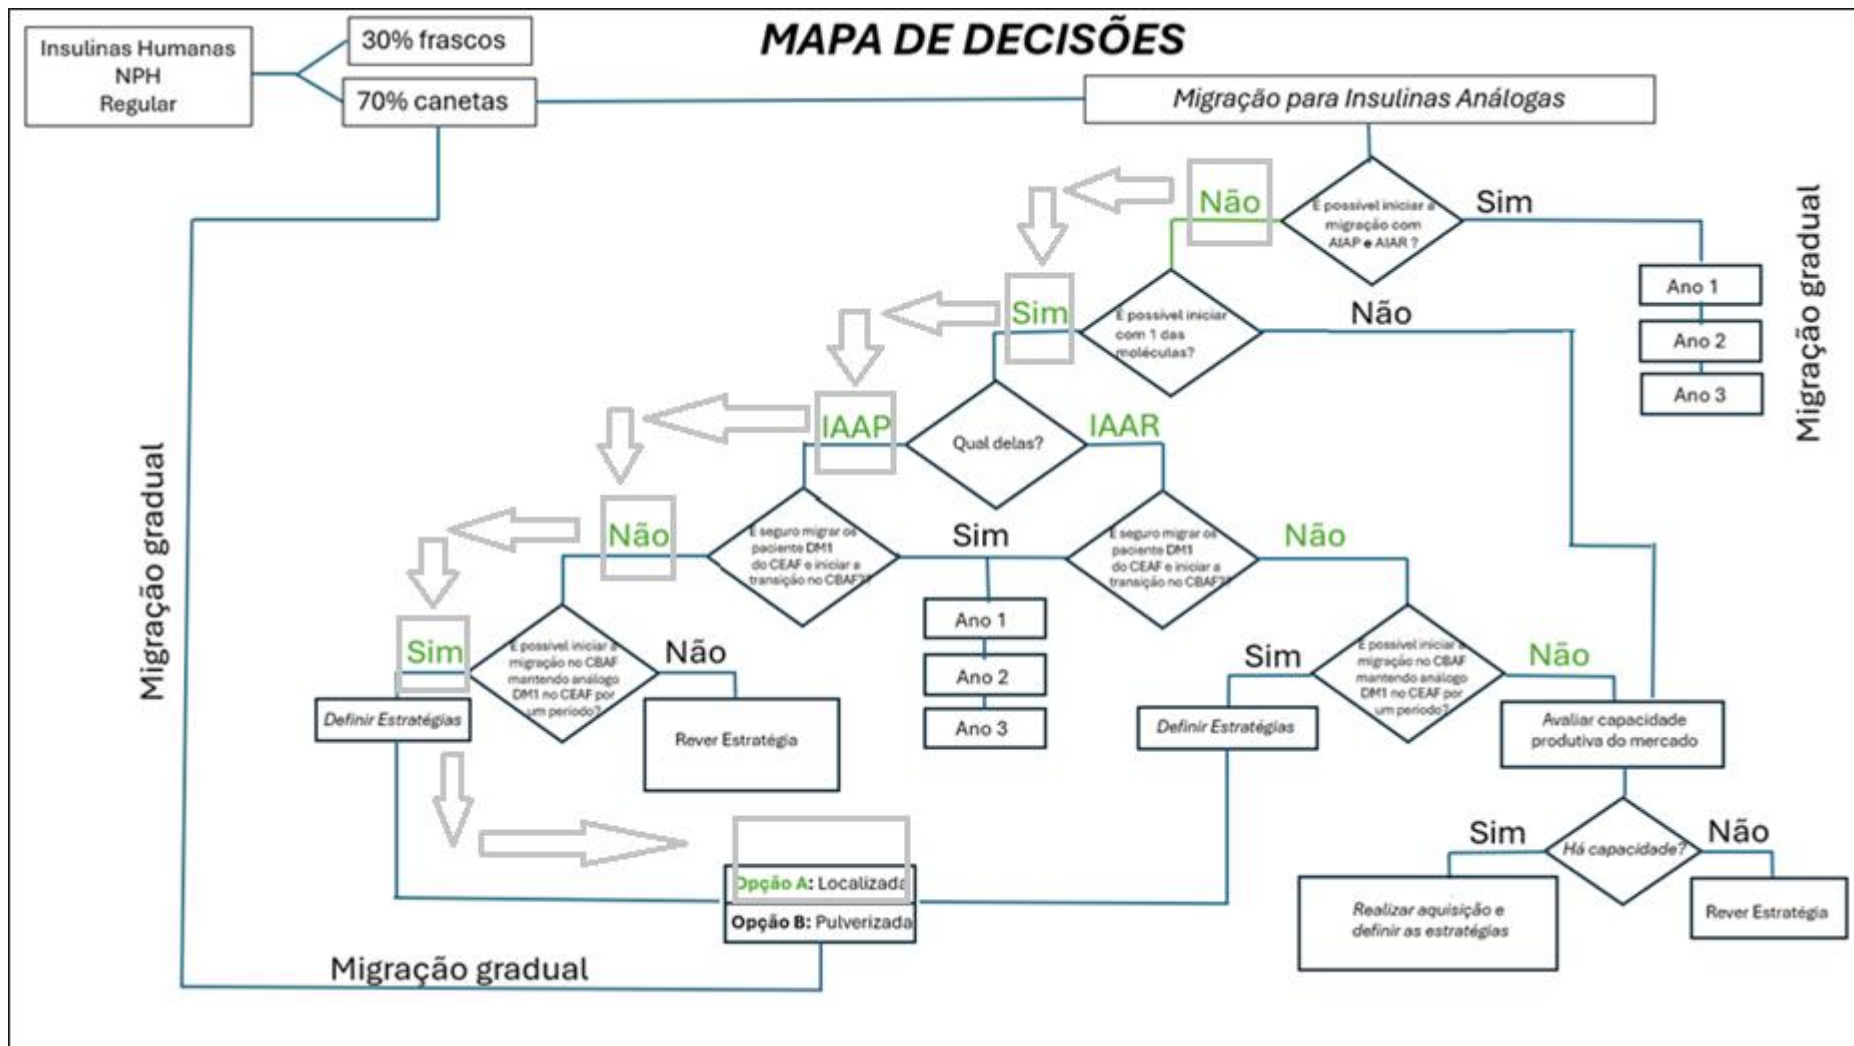 MAPA DE DECISÕES
Insulinas Humanas
NPH
Regular
30% frascos
70% canetas
Migração para Insulinas Análogas
É possível iniciar a
migração com
AIAP e AIAR ?
Não
Sim
Ano 1
Ano 2
Ano 3
Migração gradual
É possível iniciar
com 1 das
moléculas?
Sim
Não
Qual delas?
IAAP
IAAR
É seguro migrar os
paciente DM1
do CEAF e iniciar a
transição no CBAF??
Não
Sim
É seguro migrar os
paciente DM1
do CEAF e iniciar a
transição no CBAF??
Não
Ano 1
Ano 2
Ano 3
É possível iniciar a
migração no CBAF
mantendo análogo
DM1 no CEAF por
um período?
Sim
Não
Definir Estratégias
Rever Estratégia
É possível iniciar a
migração no CBAF
mantendo análogo
DM1 no CEAF por
um período?
Sim
Não
Definir Estratégias
Avaliar capacidade
produtiva do mercado
Há capacidade?
Sim
Não
Realizar aquisição e
definir as estratégias
Rever Estratégia
Opção A: Localizada
Opção B: Pulverizada
Migração gradual
Migração gradual